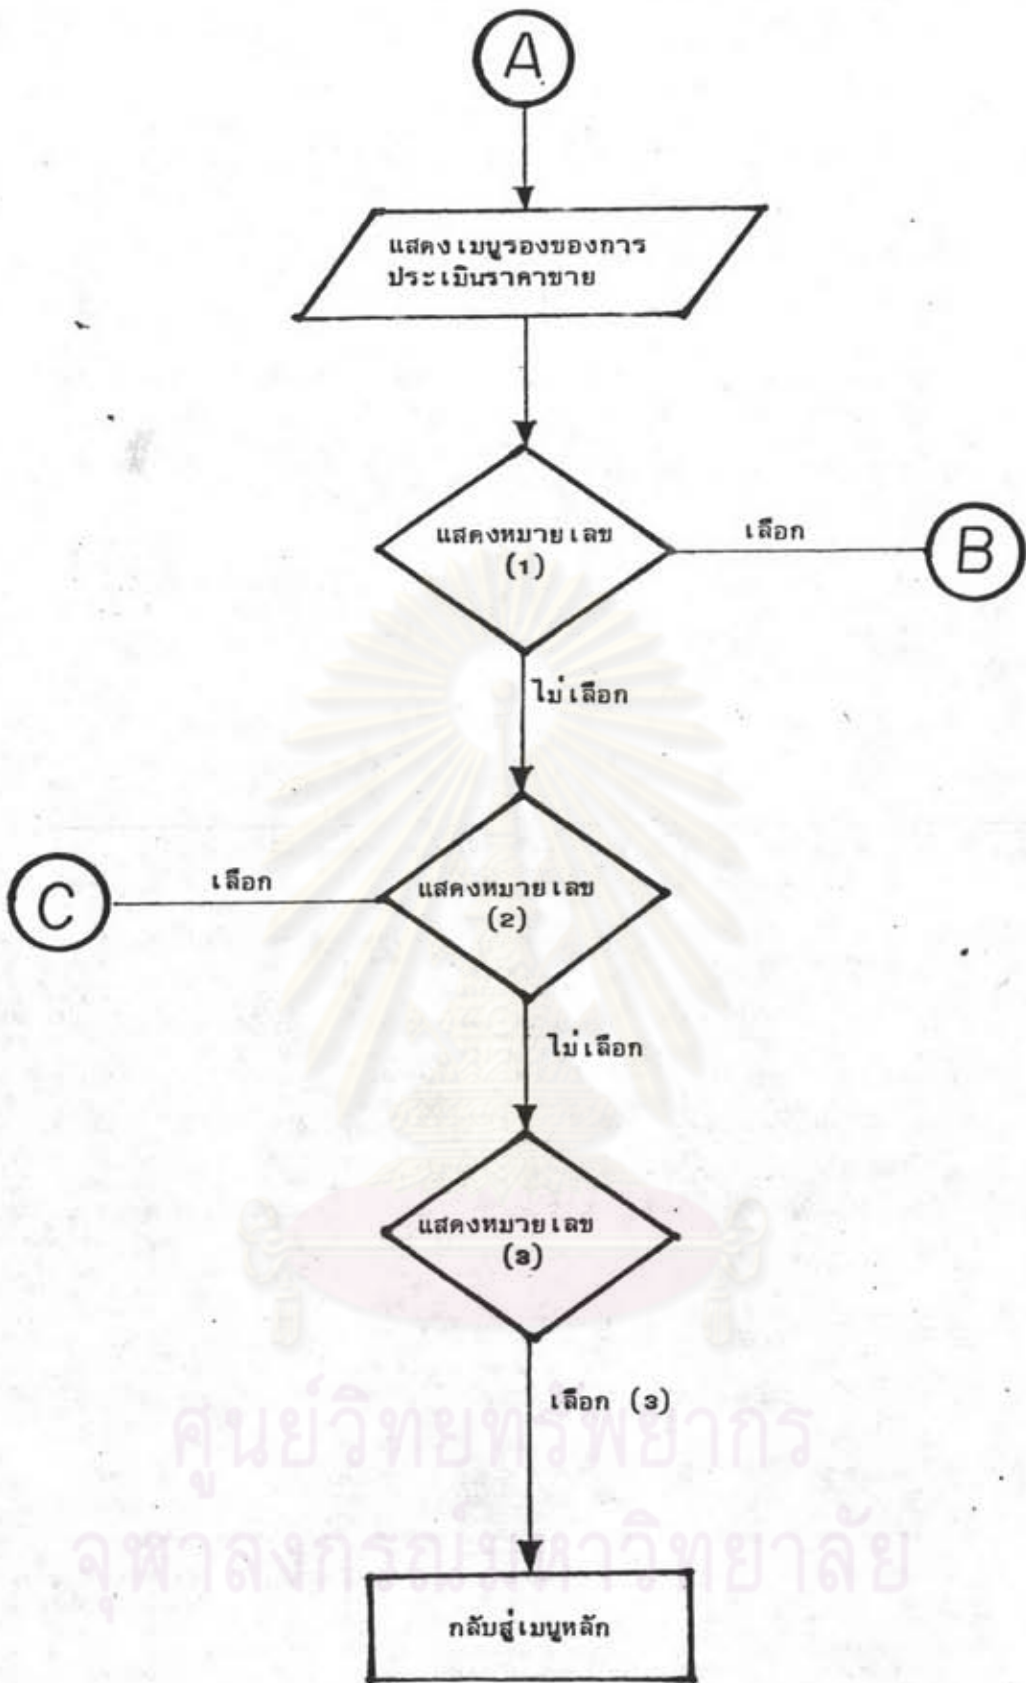 A
แสดงเมนูรองของการ
ประเมินราคาขาย
แสดงหมายเลข
(1)
เลือก
B
ไม่เลือก
C
เลือก
แสดงหมายเลข
(2)
ไม่เลือก
แสดงหมายเลข
(3)
เลือก (3)
ศูนย์วิทยทรัพยากร
จุฬาลงกรณ์มหาวิทยาลัย
กลับสู่เมนูหลัก